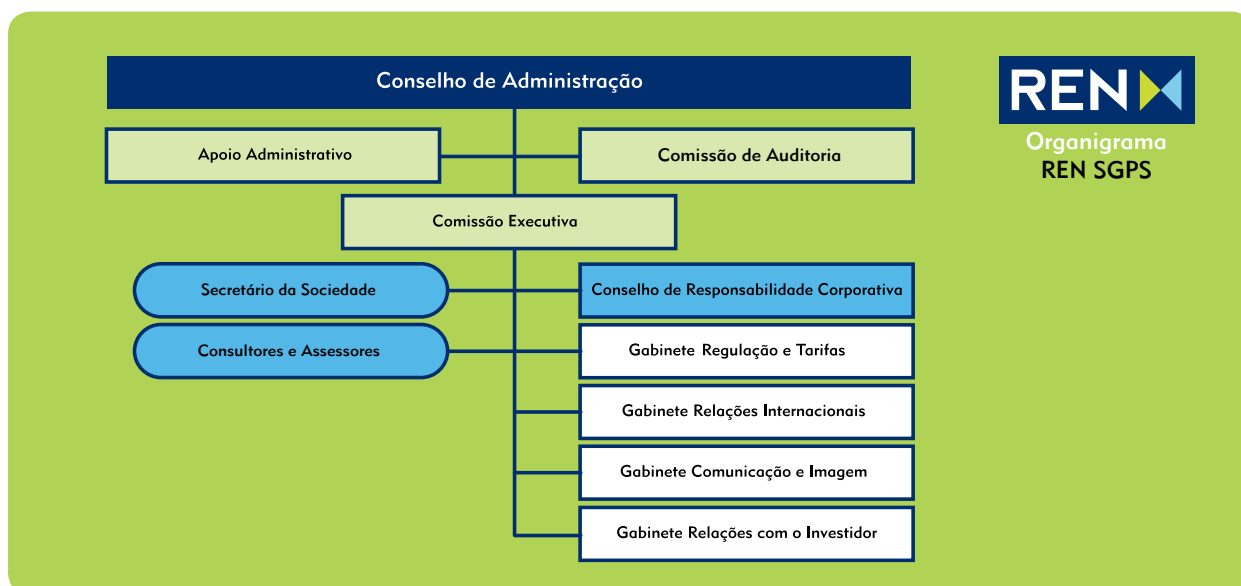 Conselho de Administração
REN
Organigrama
REN SGPS
Apoio Administrativo
Comissão de Auditoria
Comissão Executiva
Secretário da Sociedade
Conselho de Responsabilidade Corporativa
Consultores e Assessores
Gabinete Regulação e Tarifas
Gabinete Relações Internacionais
Gabinete Comunicação e Imagem
Gabinete Relações com o Investidor